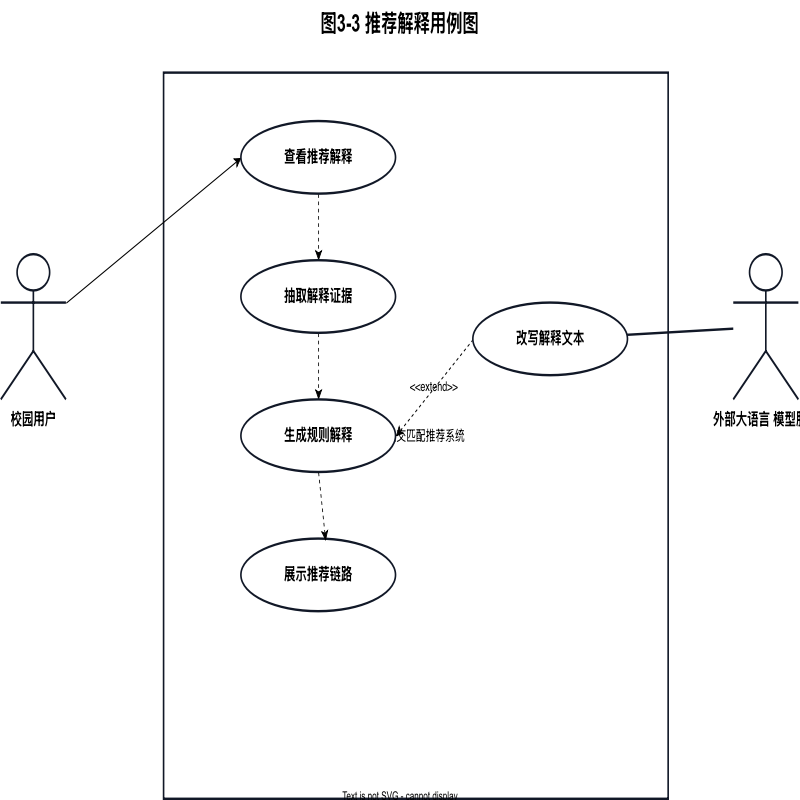 图3-3 推荐解释用例图
查看推荐解释
抽取解释证据
改写解释文本
<<extend>>
校园用户
外部大语言 模型
生成规则解释
匹配推荐系统
展示推荐链路
Text is not SVG - cannot display